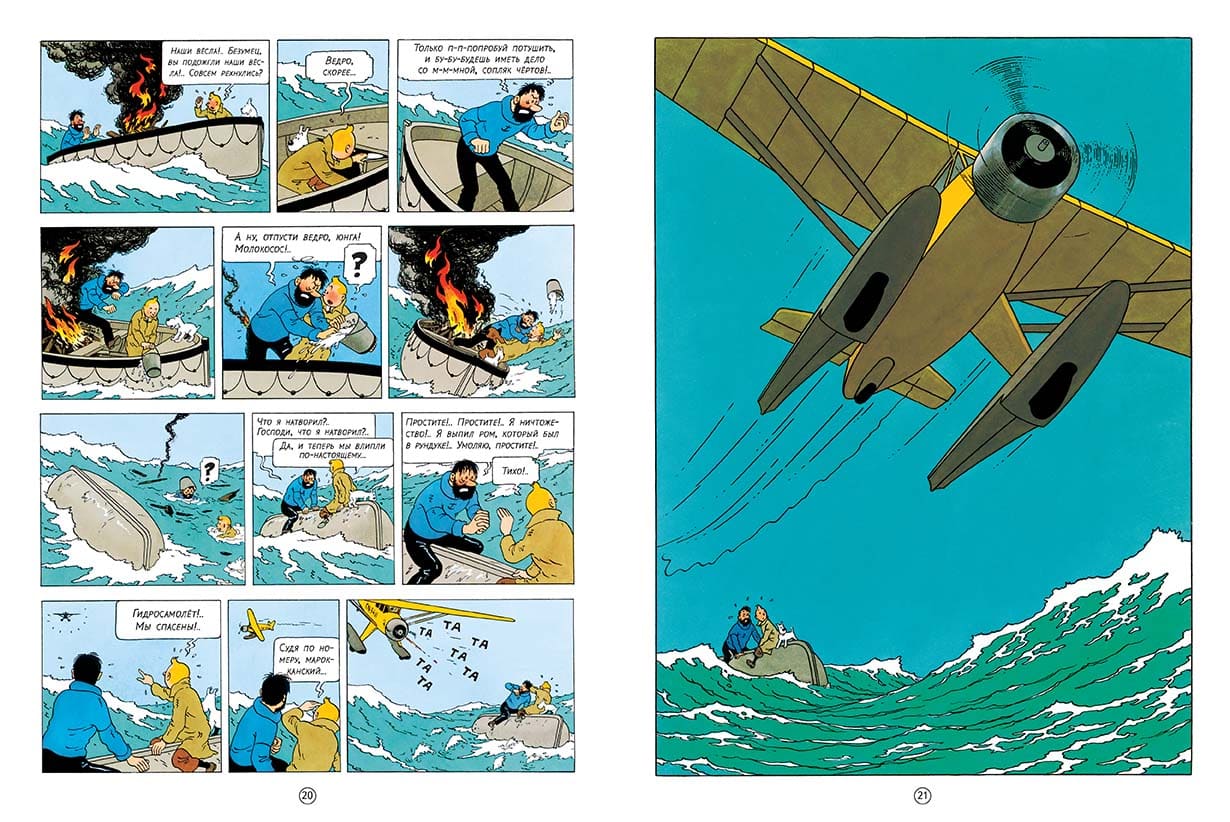 Наши вёсла!.. Безумец,
вы подожгли наши вёс-
ла!.. Совсем рехнулись?
Ведро,
скорее...
Только п-п-попробуй потушить,
и бу-бу-будешь иметь дело
со м-м-мной, сопляк чёртов!..
А ну, отпусти ведро, юнга!
Молокосос!..
?
?
Что я натворил?..
Господи, что я натворил?..
Да, и теперь мы влипли
по-настоящему...
Простите!.. Простите!.. Я ничтоже-
ство!.. Я выпил ром, который был
в рундуке!.. Умоляю, простите!..
Тихо!..
Гидросамолёт!..
Мы спасены!..
Судя по но-
меру, марок-
канский...
ТА
ТА
ТА
ТА
ТА
ТА
ТА
20
21